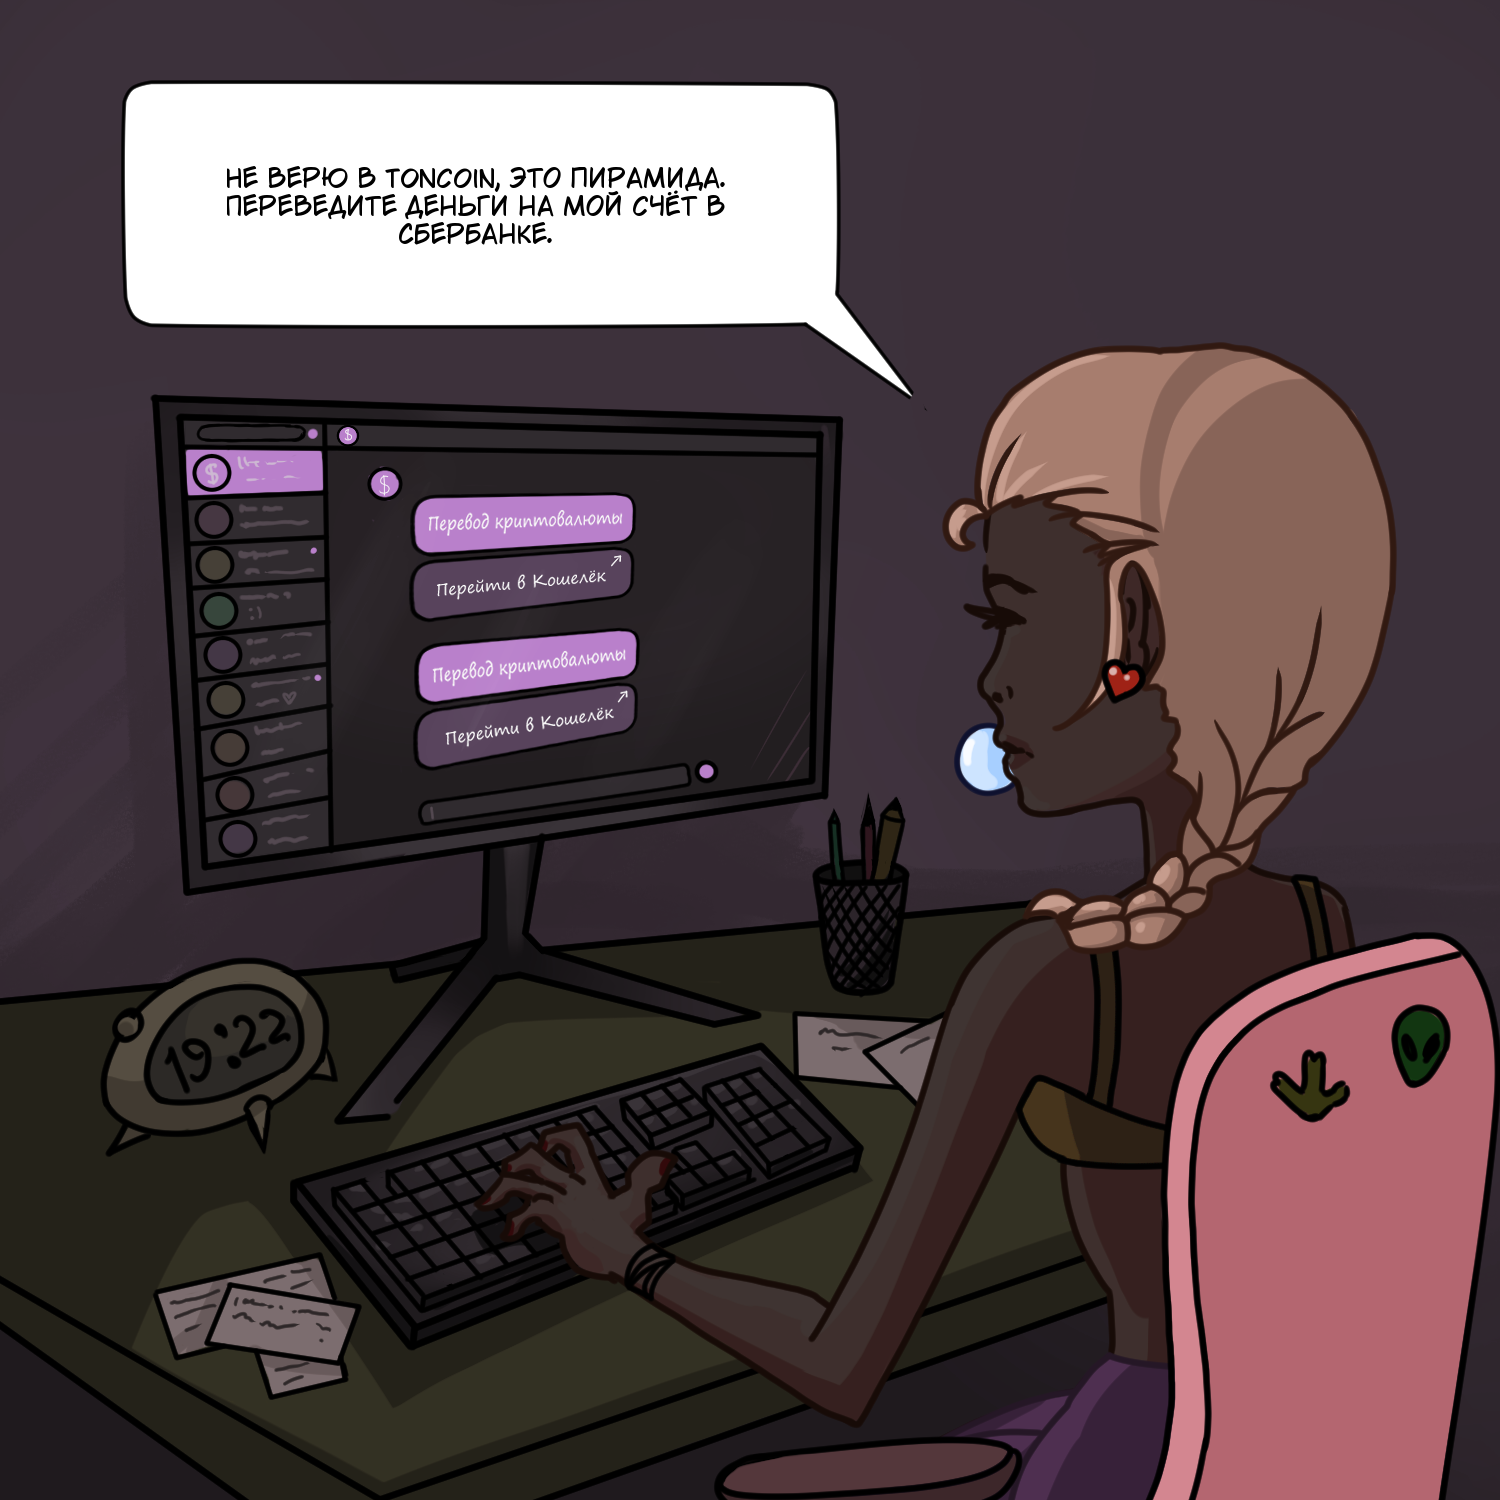 НЕ ВЕРЮ В TONCOIN, ЭТО ПИРАМИДА.
ПЕРЕВЕДИТЕ ДЕНЬГИ НА МОЙ СЧЁТ В
СБЕРБАНКЕ.
$
$
$
Перевод криптовалюты
Перейти в Кошелёк
:)
Перевод криптовалюты
Перейти в Кошелёк
19:22